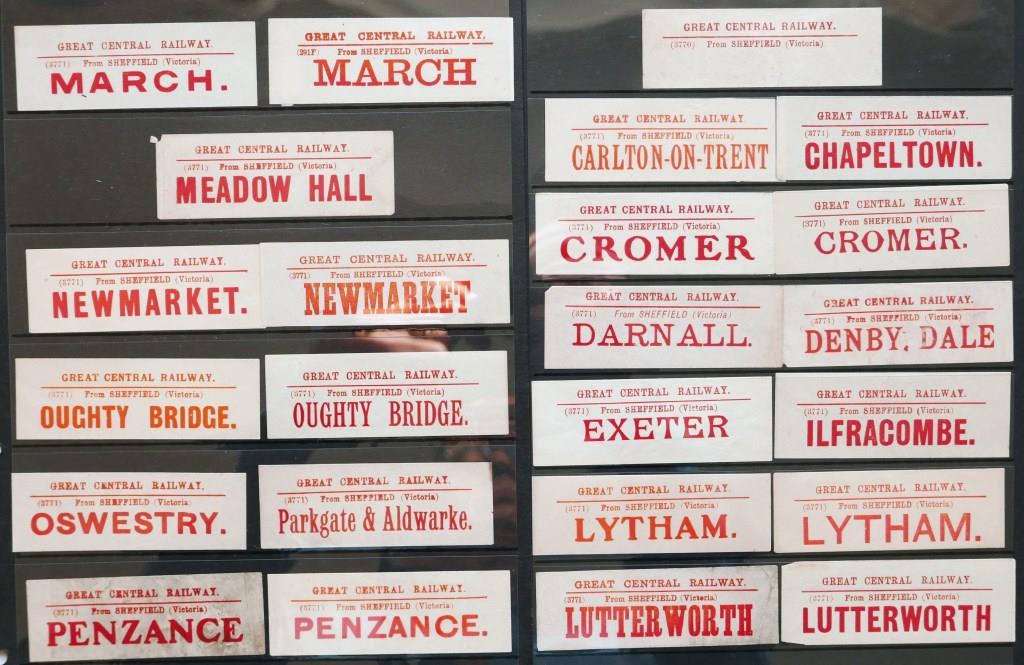 GREAT CENTRAL RAILWAY.
(3771) From SHEFFIELD (Victoria)
MARCH.
GREAT CENTRAL RAILWAY.
(291F) From SHEFFIELD (Victoria)
MARCH
GREAT CENTRAL RAILWAY.
(3771) From SHEFFIELD (Victoria)
MEADOW HALL
GREAT CENTRAL RAILWAY.
(3771) From SHEFFIELD (Victoria)
NEWMARKET.
GREAT CENTRAL RAILWAY.
(3771) From SHEFFIELD (Victoria)
NEWMARKET
GREAT CENTRAL RAILWAY.
(3771) From SHEFFIELD (Victoria)
OUGHTY BRIDGE.
GREAT CENTRAL RAILWAY.
(3771) From SHEFFIELD (Victoria)
OUGHTY BRIDGE.
GREAT CENTRAL RAILWAY.
(3771) From SHEFFIELD (Victoria)
OSWESTRY.
GREAT CENTRAL RAILWAY.
(3771) From SHEFFIELD (Victoria)
Parkgate & Aldwarke.
GREAT CENTRAL RAILWAY.
(3771) From SHEFFIELD (Victoria)
PENZANCE
GREAT CENTRAL RAILWAY.
(3771) From SHEFFIELD (Victoria)
PENZANCE.
GREAT CENTRAL RAILWAY.
(3770) From SHEFFIELD (Victoria)
GREAT CENTRAL RAILWAY
(3771) From SHEFFIELD (Victoria)
CARLTON-ON-TRENT
GREAT CENTRAL RAILWAY.
(3771) From SHEFFIELD (Victoria)
CHAPELTOWN.
GREAT CENTRAL RAILWAY.
(3771) From SHEFFIELD (Victoria)
CROMER
GREAT CENTRAL RAILWAY.
(3771) From SHEFFIELD (Victoria)
CROMER.
GREAT CENTRAL RAILWAY.
(3771) From SHEFFIELD (Victoria)
DARNALL.
GREAT CENTRAL RAILWAY.
(3771) From SHEFFIELD (Victoria)
DENBY. DALE
GREAT CENTRAL RAILWAY.
(3771) From SHEFFIELD (Victoria)
EXETER
GREAT CENTRAL RAILWAY.
(3771) From SHEFFIELD (Victoria)
ILFRACOMBE.
GREAT CENTRAL RAILWAY.
(3771) From SHEFFIELD (Victoria)
LYTHAM.
GREAT CENTRAL RAILWAY.
(3771) From SHEFFIELD (Victoria)
LYTHAM.
GREAT CENTRAL RAILWAY.
(3771 From SHEFFIELD (Victoria)
LUTTERWORTH
GREAT CENTRAL RAILWAY.
(3771) From SHEFFIELD (Victoria)
LUTTERWORTH